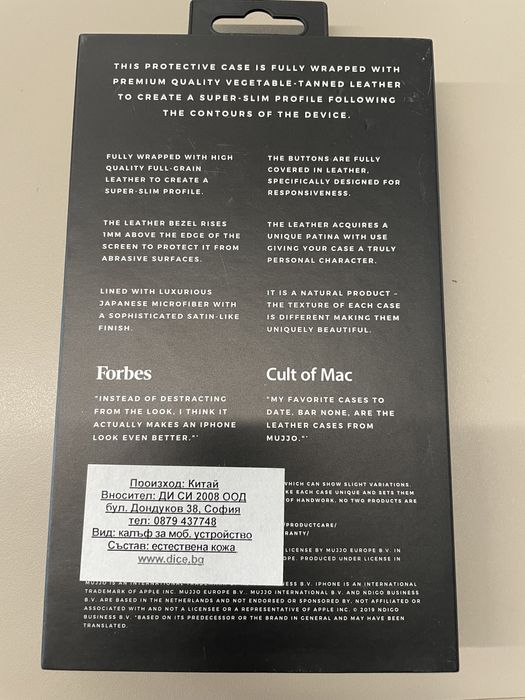 THIS PROTECTIVE CASE IS FULLY WRAPPED WITH
PREMIUM QUALITY VEGETABLE-TANNED LEATHER
TO CREATE A SUPER-SLIM PROFILE FOLLOWING
THE CONTOURS OF THE DEVICE.
FULLY WRAPPED WITH HIGH
QUALITY FULL-GRAIN
LEATHER TO CREATE A
SUPER-SLIM PROFILE.
THE BUTTONS ARE FULLY
COVERED IN LEATHER,
SPECIFICALLY DESIGNED FOR
RESPONSIVENESS.
THE LEATHER BEZEL RISES
1MM ABOVE THE EDGE OF THE
SCREEN TO PROTECT IT FROM
ABRASIVE SURFACES.
THE LEATHER ACQUIRES A
UNIQUE PATINA WITH USE
GIVING YOUR CASE A TRULY
PERSONAL CHARACTER.
LINED WITH LUXURIOUS
JAPANESE MICROFIBER WITH
A SOPHISTICATED SATIN-LIKE
FINISH.
IT IS A NATURAL PRODUCT –
THE TEXTURE OF EACH CASE
IS DIFFERENT MAKING THEM
UNIQUELY BEAUTIFUL.
Forbes
"INSTEAD OF DESTRACTING
FROM THE LOOK, I THINK IT
ACTUALLY MAKES AN IPHONE
LOOK EVEN BETTER."*
Cult of Mac
"MY FAVORITE CASES TO
DATE, BAR NONE, ARE THE
LEATHER CASES FROM
MUJJO."*
Произход: Китай
Вносител: ДИ СИ 2008 ООД
бул. Дондуков 38, София
тел: 0879 437748
Вид: калъф за моб. устройство
Състав: естествена кожа
www.dice.bg
WHICH CAN SHOW SLIGHT VARIATIONS.
KE EACH CASE UNIQUE AND SETS THEM
OF HANDWORK, NO TWO PRODUCTS ARE
/PRODUCTCARE/
RANTY/
LICENSE BY MUJJO EUROPE B.V. IN
OPE. PRODUCED UNDER LICENSE IN
MUJJO IS AN INTERNATIONAL BUSINESS B.V. IPHONE IS AN INTERNATIONAL
TRADEMARK OF APPLE INC. MUJJO EUROPE B.V., MUJJO INTERNATIONAL B.V. AND NDIGO BUSINESS
B.V. ARE BASED IN THE NETHERLANDS AND NOT ENDORSED OR SPONSORED BY, NOT AFFILIATED OR
ASSOCIATED WITH AND NOT A LICENSEE OR A REPRESENTATIVE OF APPLE INC. © 2019 NDIGO
BUSINESS B.V. *BASED ON ITS PREDECESSOR OR THE BRAND IN GENERAL AND MAY HAVE BEEN
TRANSLATED.